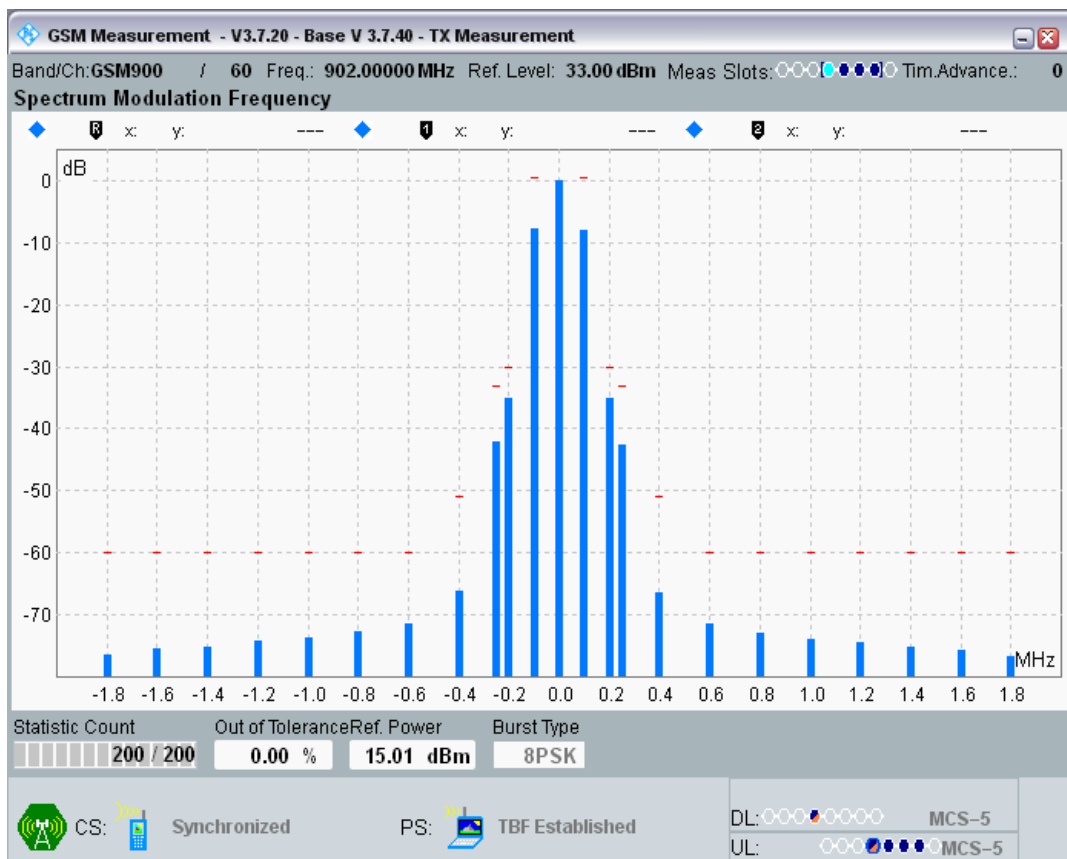 GSM Measurement - V3.7.20 - Base V 3.7.40 - TX Measurement
Band/Ch:GSM900 / 60 Freq.: 902.00000 MHz Ref. Level: 33.00 dBm Meas Slots: Tim.Advance.: 0
Spectrum Modulation Frequency
R x: y: --- 1 x: y: --- 2 x: y: ---
dB
0
-10
-20
-30
-40
-50
-60
-70
MHz
-1.8 -1.6 -1.4 -1.2 -1.0 -0.8 -0.6 -0.4 -0.2 0.0 0.2 0.4 0.6 0.8 1.0 1.2 1.4 1.6 1.8
Statistic Count Out of Tolerance Ref. Power Burst Type
200 / 200 0.00 % 15.01 dBm 8PSK
CS: Synchronized PS: TBF Established
DL: MCS-5
UL: MCS-5